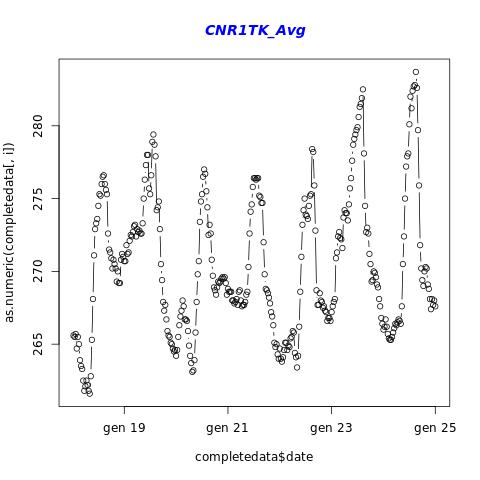 CNR1TK_Avg
280
275
270
265
as.numeric(completedata[, i])
gen 19
gen 21
gen 23
gen 25
completedata$date